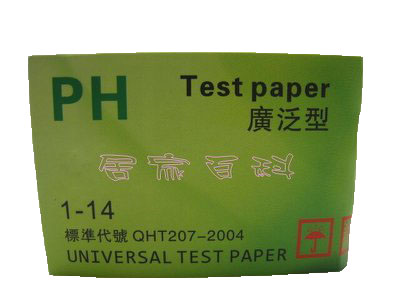 PH
Test paper
廣泛型
1-14
標準代號 QHT207-2004
UNIVERSAL TEST PAPER